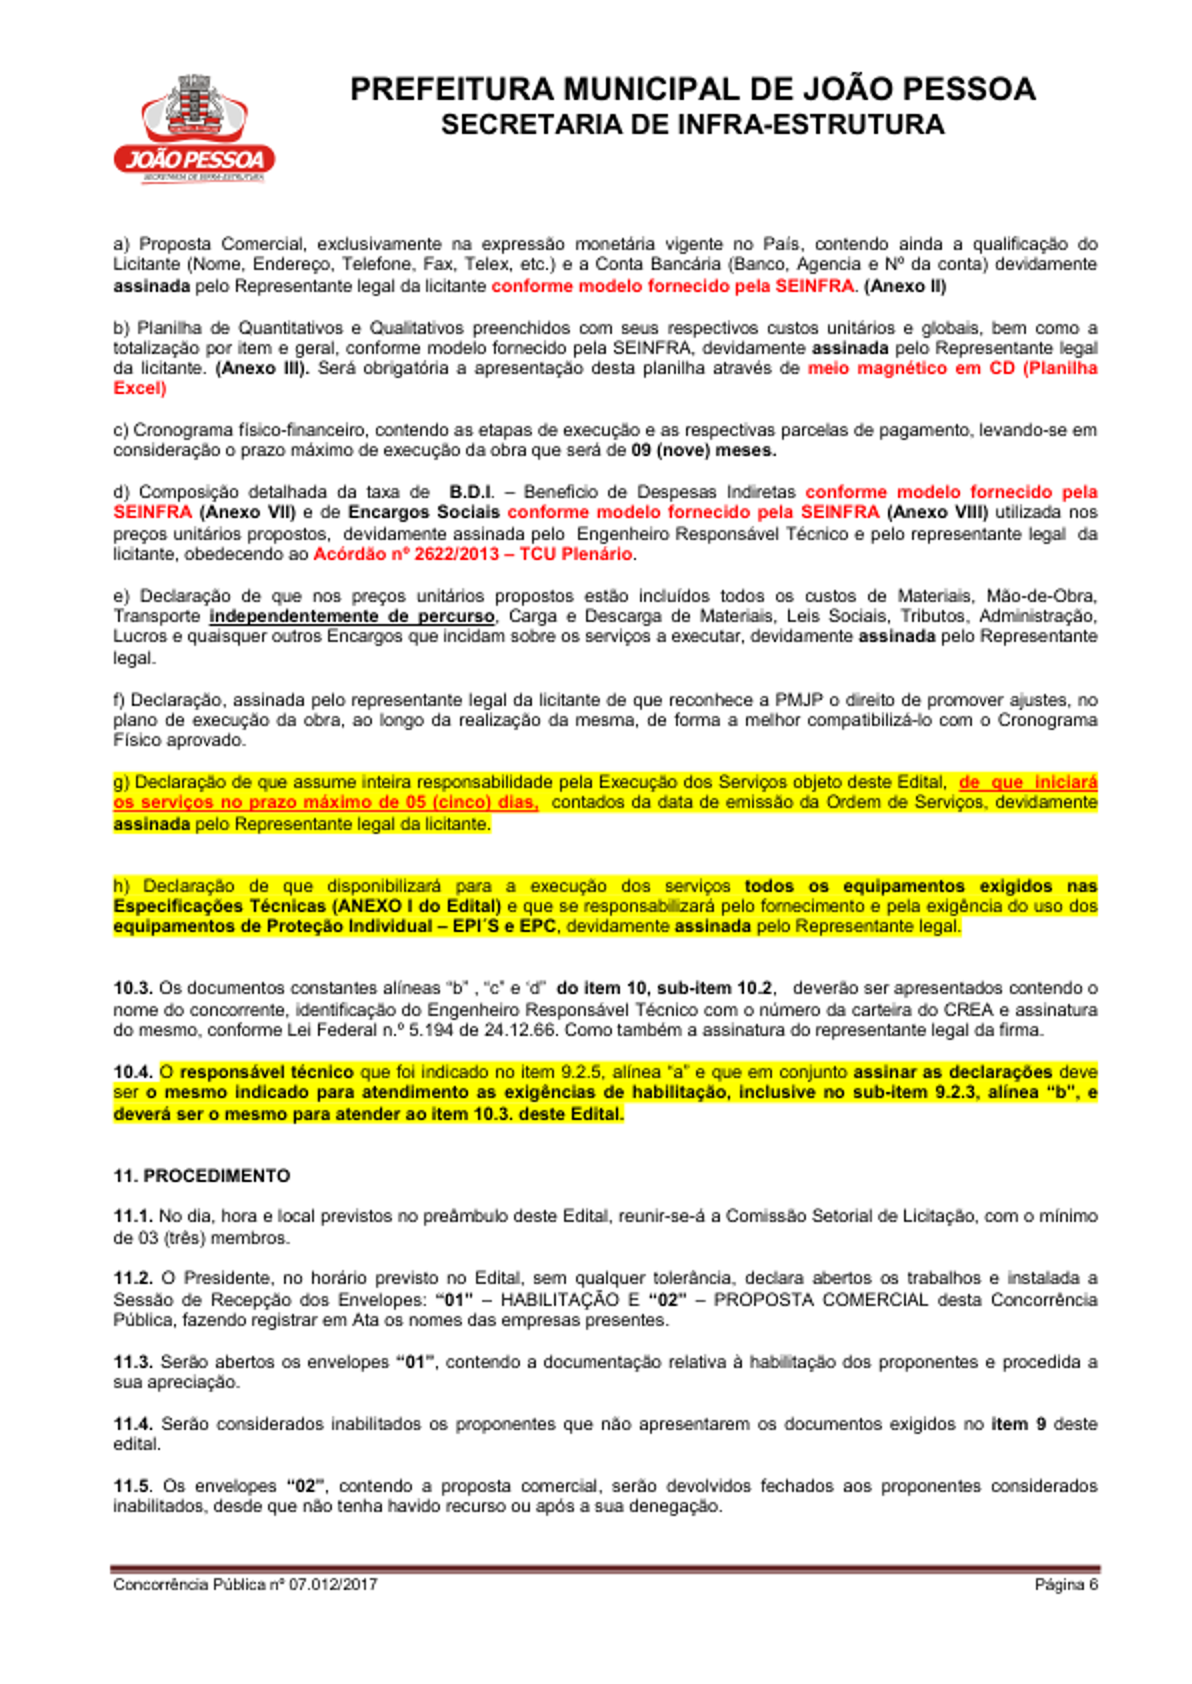 JOÃO PESSOA
SECRETARIA DE INFRA-ESTRUTURA
PREFEITURA MUNICIPAL DE JOÃO PESSOA
SECRETARIA DE INFRA-ESTRUTURA
a) Proposta Comercial, exclusivamente na expressão monetária vigente no País, contendo ainda a qualificação do
Licitante (Nome, Endereço, Telefone, Fax, Telex, etc.) e a Conta Bancária (Banco, Agencia e Nº da conta) devidamente
assinada pelo Representante legal da licitante conforme modelo fornecido pela SEINFRA. (Anexo II)
b) Planilha de Quantitativos e Qualitativos preenchidos com seus respectivos custos unitários e globais, bem como a
totalização por item e geral, conforme modelo fornecido pela SEINFRA, devidamente assinada pelo Representante legal
da licitante. (Anexo III). Será obrigatória a apresentação desta planilha através de meio magnético em CD (Planilha
Excel)
c) Cronograma físico-financeiro, contendo as etapas de execução e as respectivas parcelas de pagamento, levando-se em
consideração o prazo máximo de execução da obra que será de 09 (nove) meses.
d) Composição detalhada da taxa de B.D.I. – Beneficio de Despesas Indiretas conforme modelo fornecido pela
SEINFRA (Anexo VII) e de Encargos Sociais conforme modelo fornecido pela SEINFRA (Anexo VIII) utilizada nos
preços unitários propostos, devidamente assinada pelo Engenheiro Responsável Técnico e pelo representante legal da
licitante, obedecendo ao Acórdão nº 2622/2013 – TCU Plenário.
e) Declaração de que nos preços unitários propostos estão incluídos todos os custos de Materiais, Mão-de-Obra,
Transporte independentemente de percurso, Carga e Descarga de Materiais, Leis Sociais, Tributos, Administração,
Lucros e quaisquer outros Encargos que incidam sobre os serviços a executar, devidamente assinada pelo Representante
legal.
f) Declaração, assinada pelo representante legal da licitante de que reconhece a PMJP o direito de promover ajustes, no
plano de execução da obra, ao longo da realização da mesma, de forma a melhor compatibilizá-lo com o Cronograma
Físico aprovado.
g) Declaração de que assume inteira responsabilidade pela Execução dos Serviços objeto deste Edital, de que iniciará
os serviços no prazo máximo de 05 (cinco) dias, contados da data de emissão da Ordem de Serviços, devidamente
assinada pelo Representante legal da licitante.
h) Declaração de que disponibilizará para a execução dos serviços todos os equipamentos exigidos nas
Especificações Técnicas (ANEXO I do Edital) e que se responsabilizará pelo fornecimento e pela exigência do uso dos
equipamentos de Proteção Individual – EPI´S e EPC, devidamente assinada pelo Representante legal.
10.3. Os documentos constantes alíneas “b” , “c” e ‘d” do item 10, sub-item 10.2, deverão ser apresentados contendo o
nome do concorrente, identificação do Engenheiro Responsável Técnico com o número da carteira do CREA e assinatura
do mesmo, conforme Lei Federal n.º 5.194 de 24.12.66. Como também a assinatura do representante legal da firma.
10.4. O responsável técnico que foi indicado no item 9.2.5, alínea “a” e que em conjunto assinar as declarações deve
ser o mesmo indicado para atendimento as exigências de habilitação, inclusive no sub-item 9.2.3, alínea “b”, e
deverá ser o mesmo para atender ao item 10.3. deste Edital.
11. PROCEDIMENTO
11.1. No dia, hora e local previstos no preâmbulo deste Edital, reunir-se-á a Comissão Setorial de Licitação, com o mínimo
de 03 (três) membros.
11.2. O Presidente, no horário previsto no Edital, sem qualquer tolerância, declara abertos os trabalhos e instalada a
Sessão de Recepção dos Envelopes: “01” – HABILITAÇÃO E “02” – PROPOSTA COMERCIAL desta Concorrência
Pública, fazendo registrar em Ata os nomes das empresas presentes.
11.3. Serão abertos os envelopes “01”, contendo a documentação relativa à habilitação dos proponentes e procedida a
sua apreciação.
11.4. Serão considerados inabilitados os proponentes que não apresentarem os documentos exigidos no item 9 deste
edital.
11.5. Os envelopes “02”, contendo a proposta comercial, serão devolvidos fechados aos proponentes considerados
inabilitados, desde que não tenha havido recurso ou após a sua denegação.
Concorrência Pública nº 07.012/2017
Página 6